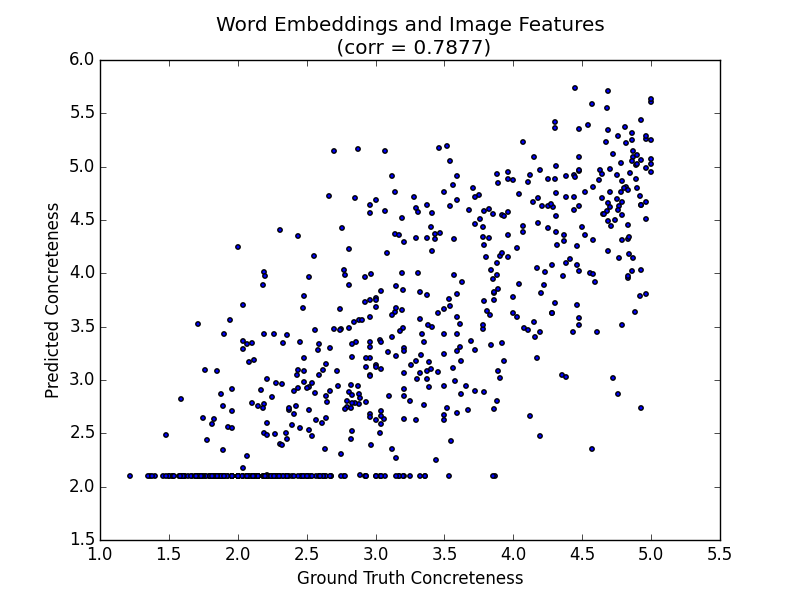 Word Embeddings and Image Features
(corr = 0.7877)
6.0
5.5
5.0
4.5
4.0
3.5
3.0
2.5
2.0
1.5
Predicted Concreteness
1.0 1.5 2.0 2.5 3.0 3.5 4.0 4.5 5.0 5.5
Ground Truth Concreteness